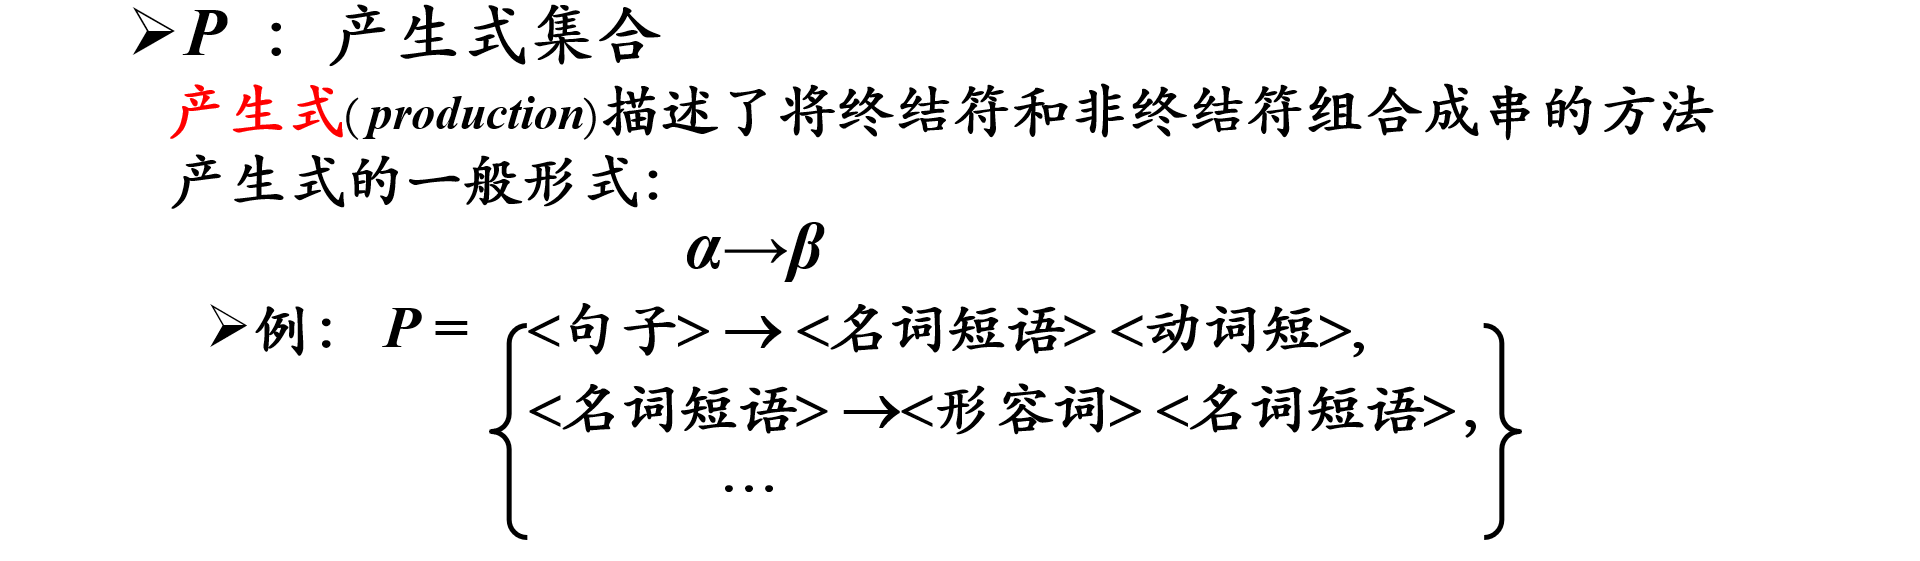 ➢P : 产生式集合
产生式(production)描述了将终结符和非终结符组合成串的方法
产生式的一般形式:
α→β
➢例: P = { <句子> → <名词短语> <动词短>,
<名词短语> →<形容词> <名词短语>,
… }